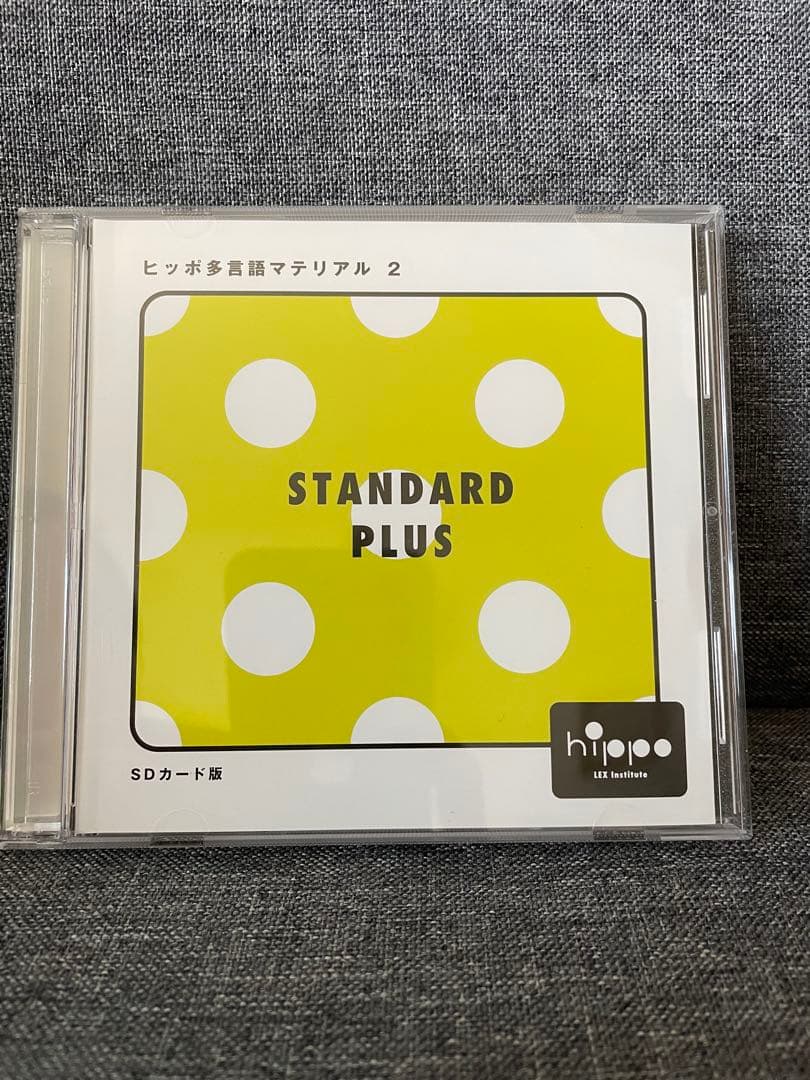 ヒッポ多言語マテリアル 2
STANDARD
PLUS
SDカード版
hippo
LEX Institute